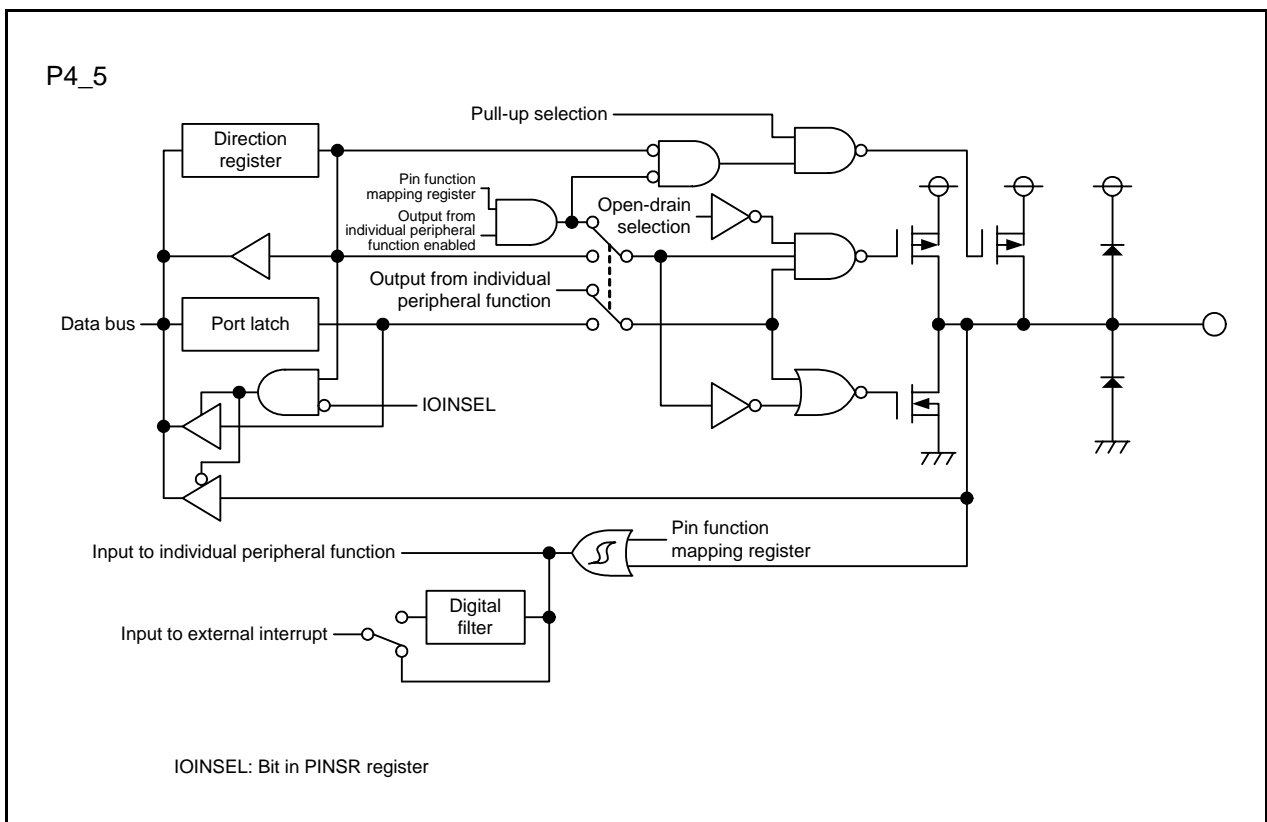 P4_5
Pull-up selection
Direction
register
Pin function
mapping register
Output from
individual peripheral
function enabled
Open-drain
selection
Output from individual
peripheral function
Data bus
Port latch
IOINSEL
Pin function
mapping register
Input to individual peripheral function
Digital
filter
Input to external interrupt
IOINSEL: Bit in PINSR register